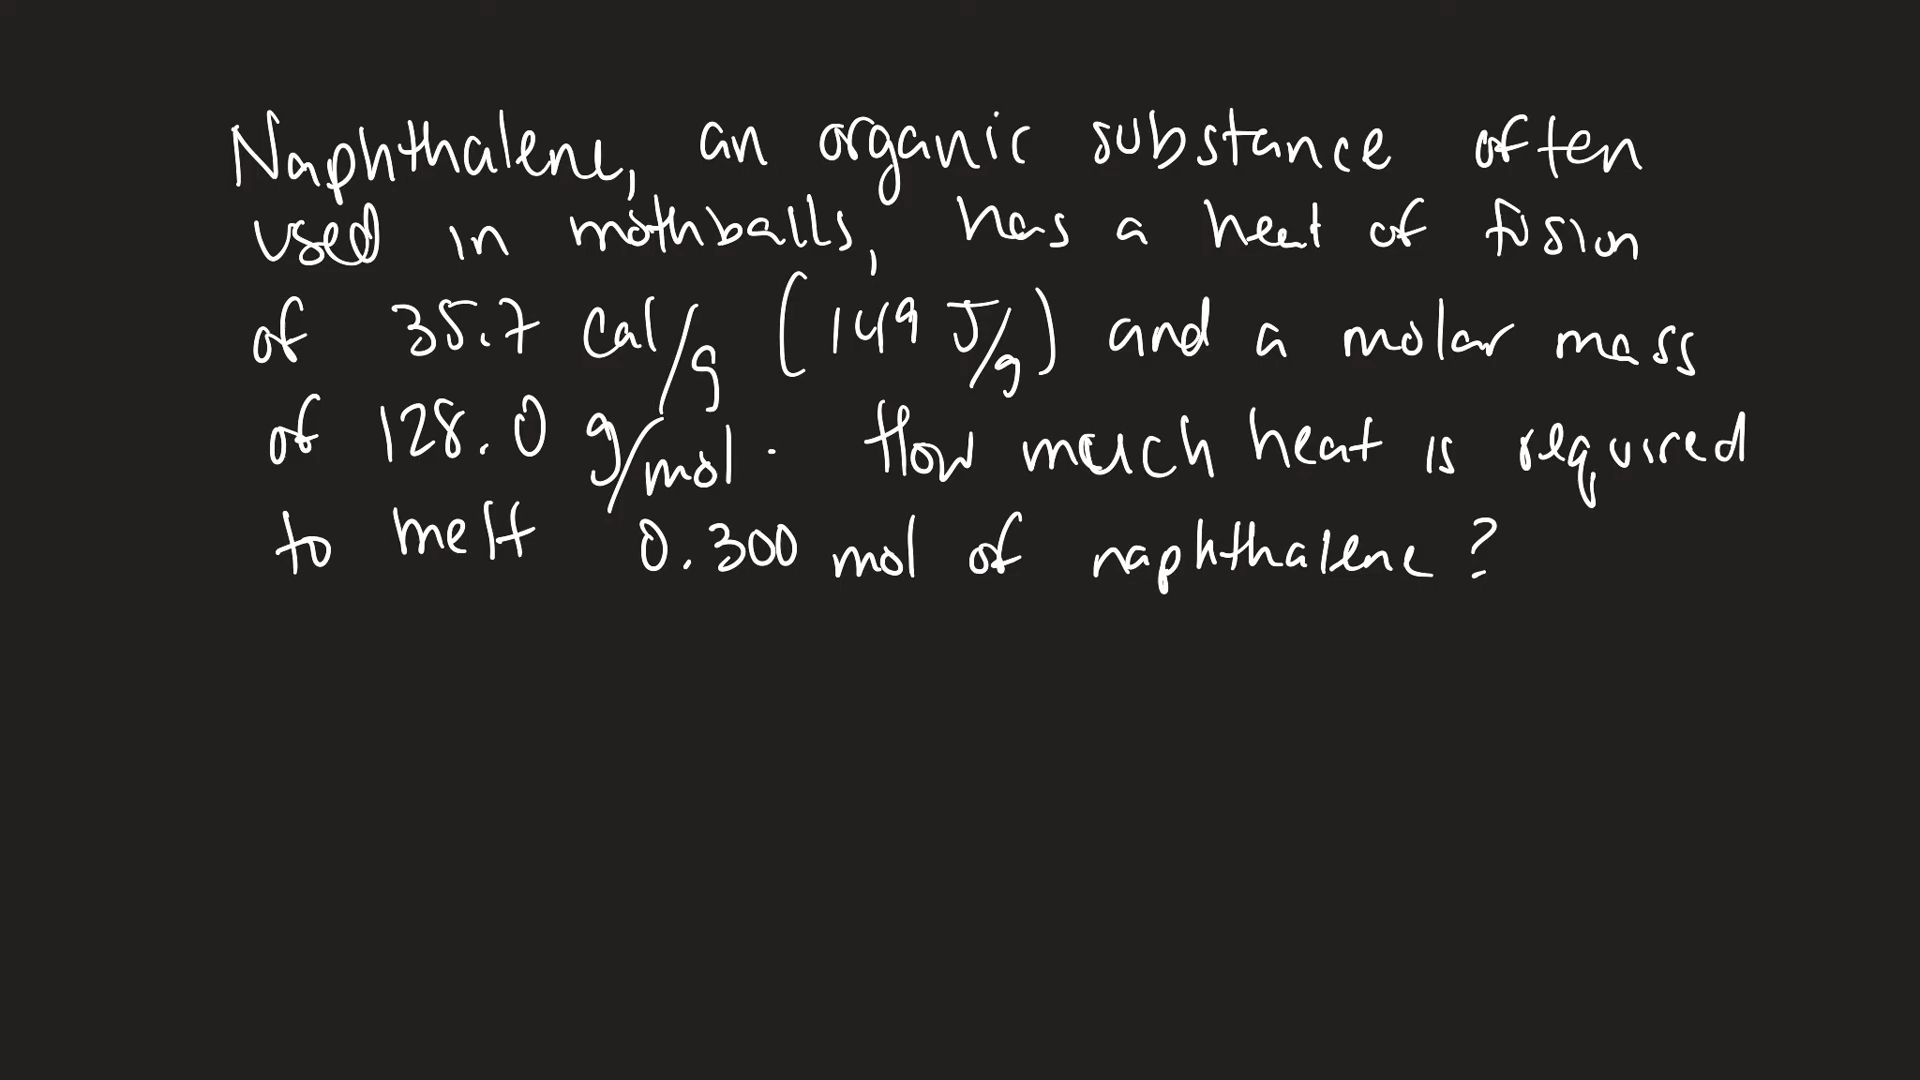 Naphthalene, an organic substance often
used in mothballs, has a heat of fusion
of 35.7 cal/g (149 J/g) and a molar mass
of 128.0 g/mol. How much heat is required
to melt 0.300 mol of naphthalene?